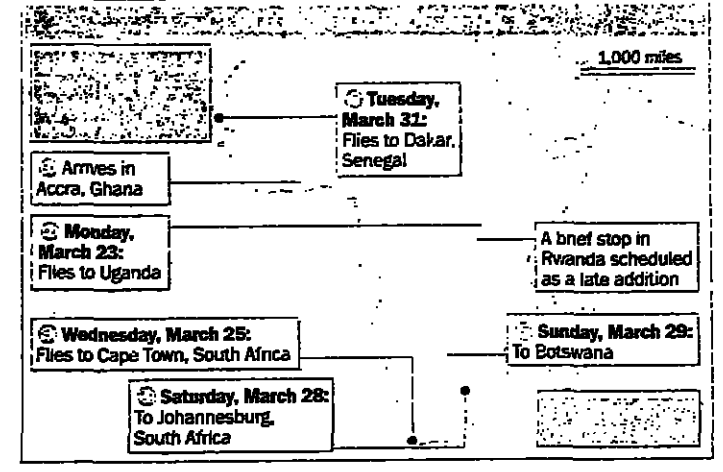 1,000 miles
Arrives in
Accra, Ghana
Monday,
March 23:
Flies to Uganda
A brief stop in
Rwanda scheduled
as a late addition
Wednesday, March 25:
Flies to Cape Town, South Africa
Saturday, March 28:
To Johannesburg,
South Africa
Sunday, March 29:
To Botswana
Tuesday,
March 31:
Flies to Dakar,
Senegal